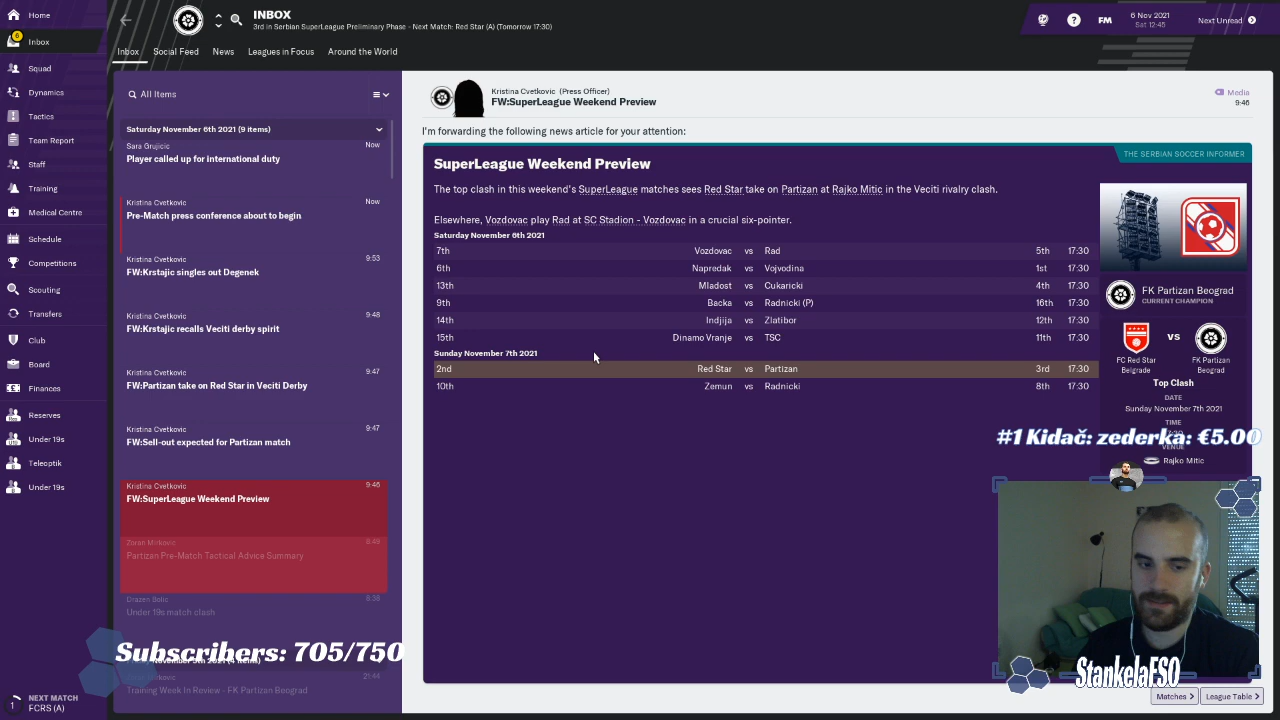 Home
Inbox
6
Squad
Dynamics
Tactics
Team Report
Staff
Training
Medical Centre
Schedule
Competitions
Scouting
Transfers
Club
Board
Finances
Reserves
Under 19s
Teleoptik
Under 19s
NEXT MATCH
FCRS (A)
INBOX
3rd in Serbian SuperLeague Preliminary Phase - Next Match: Red Star (A) (Tomorrow 17:30)
FM
6 Nov 2021
Sat 12:45
Next Unread
Inbox
Social Feed
News
Leagues in Focus
Around the World
All Items
Saturday November 6th 2021 (9 items)
Sara Grujicic
Now
Player called up for international duty
Kristina Cvetkovic
Now
Pre-Match press conference about to begin
Kristina Cvetkovic
9:53
FW:Krstajic singles out Degenek
Kristina Cvetkovic
9:48
FW:Krstajic recalls Veciti derby spirit
Kristina Cvetkovic
9:47
FW:Partizan take on Red Star in Veciti Derby
Kristina Cvetkovic
9:47
FW:Sell-out expected for Partizan match
Kristina Cvetkovic
9:46
FW:SuperLeague Weekend Preview
Zoran Mirkovic
8:49
Partizan Pre-Match Tactical Advice Summary
Drazen Bolic
8:36
Under 19s match clash
Subscribers: 705/750
21:44
Training Week In Review - FK Partizan Beograd
Kristina Cvetkovic (Press Officer)
FW:SuperLeague Weekend Preview
Media
9:46
I'm forwarding the following news article for your attention:
SuperLeague Weekend Preview
THE SERBIAN SOCCER INFORMER
The top clash in this weekend's SuperLeague matches sees Red Star take on Partizan at Rajko Mitic in the Veciti rivalry clash.
Elsewhere, Vozdovac play Rad at SC Stadion - Vozdovac in a crucial six-pointer.
Saturday November 6th 2021
7th Vozdovac vs Rad 5th 17:30
6th Napredak vs Vojvodina 1st 17:30
13th Mladost vs Cukaricki 4th 17:30
9th Backa vs Radnicki (P) 16th 17:30
14th Indjija vs Zlatibor 12th 17:30
15th Dinamo Vranje vs TSC 11th 17:30
Sunday November 7th 2021
2nd Red Star vs Partizan 3rd 17:30
10th Zemun vs Radnicki 8th 17:30
FK Partizan Beograd
CURRENT CHAMPION
VS
FC Red Star
Belgrade
FK Partizan
Beograd
Top Clash
DATE
Sunday November 7th 2021
TIME
#1 Kidač: zederka: €5.00
VENUE
Rajko Mitic
StankelaFSO
Matches
League Table